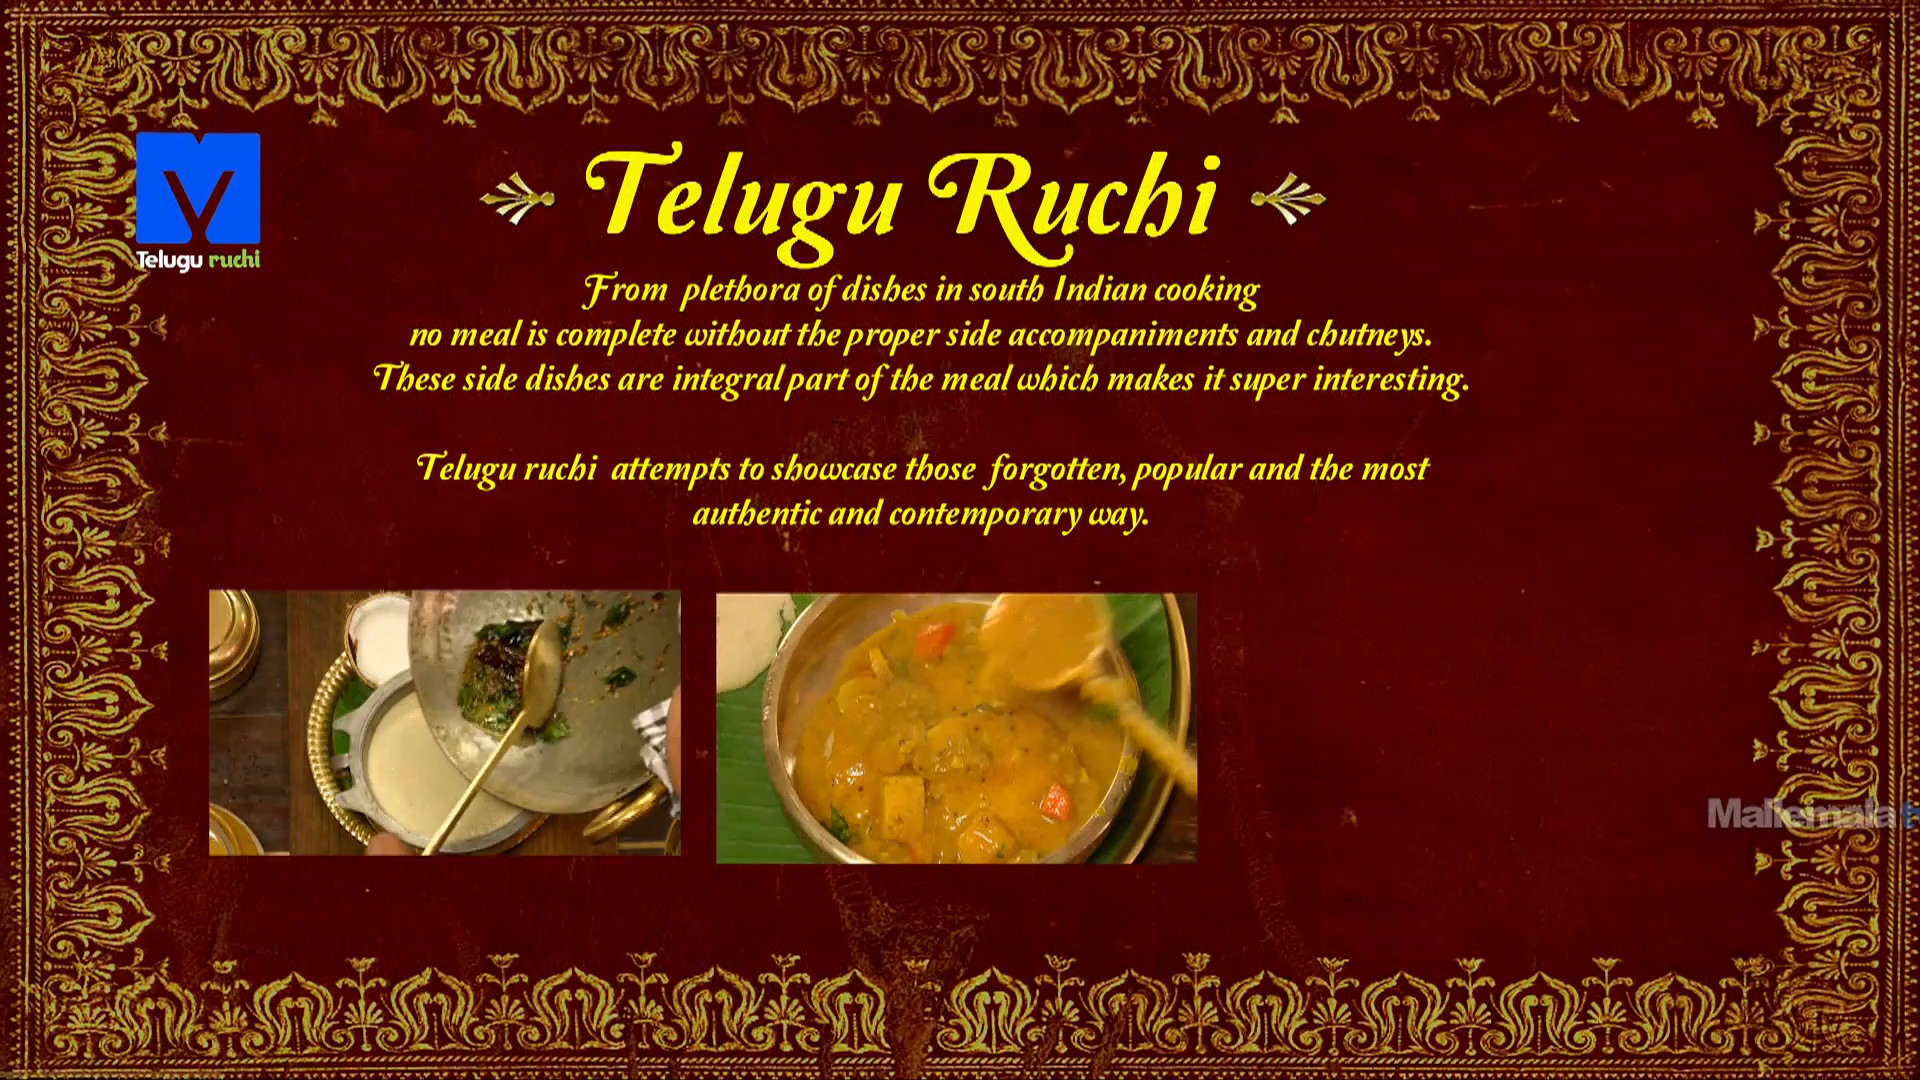 Telugu ruchi
Telugu Ruchi
From plethora of dishes in south Indian cooking
no meal is complete without the proper side accompaniments and chutneys.
These side dishes are integral part of the meal which makes it super interesting.
Telugu ruchi attempts to showcase those forgotten, popular and the most
authentic and contemporary way.
Mallemala